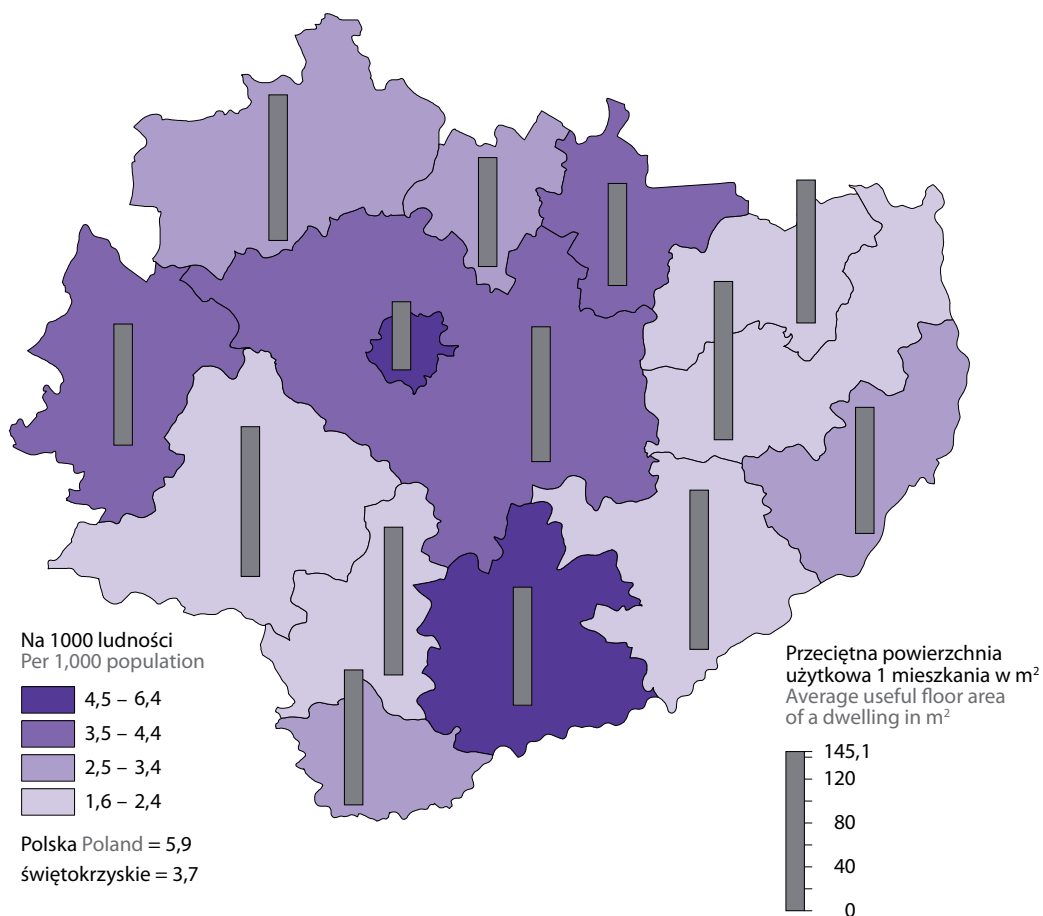 Na 1000 ludności
Per 1,000 population
4,5 – 6,4
3,5 – 4,4
2,5 – 3,4
1,6 – 2,4
Polska Poland = 5,9
świętokrzyskie = 3,7
Przeciętna powierzchnia
użytkowa 1 mieszkania w m²
Average useful floor area
of a dwelling in m²
145,1
120
80
40
0